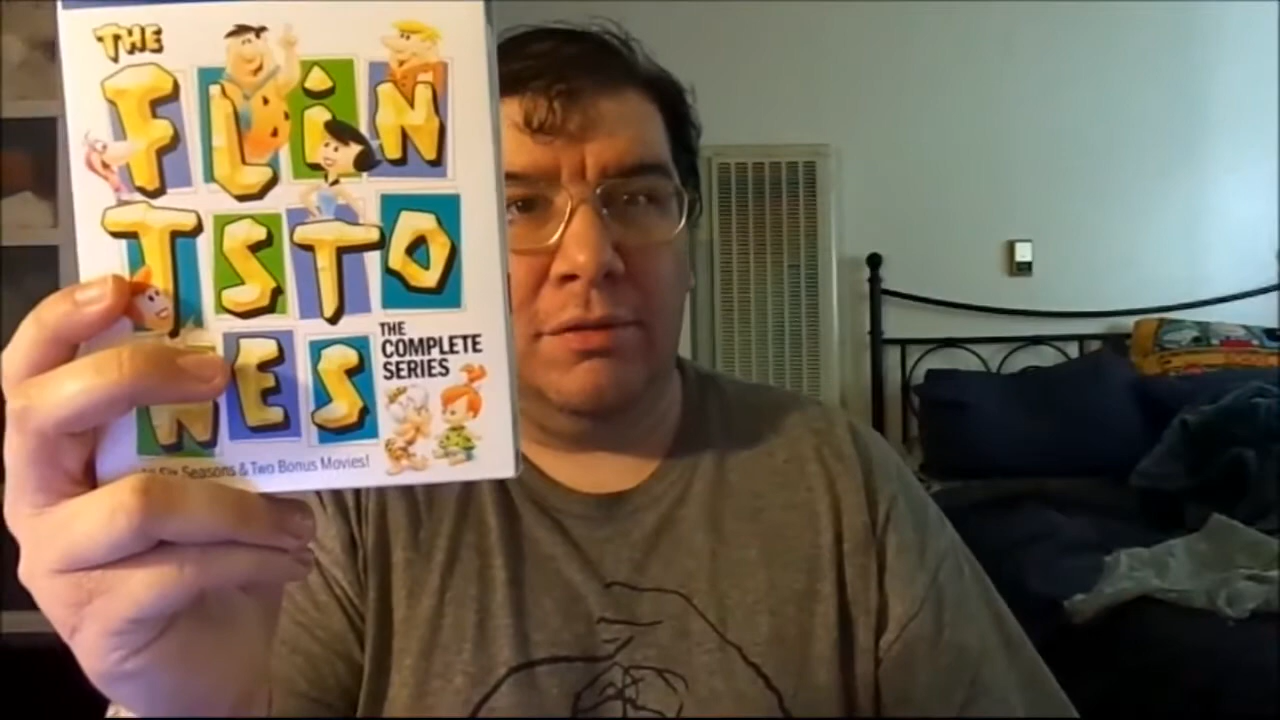 THE
FLiN
TSTO
NES
THE
COMPLETE
SERIES
Six Seasons & Two Bonus Movies!